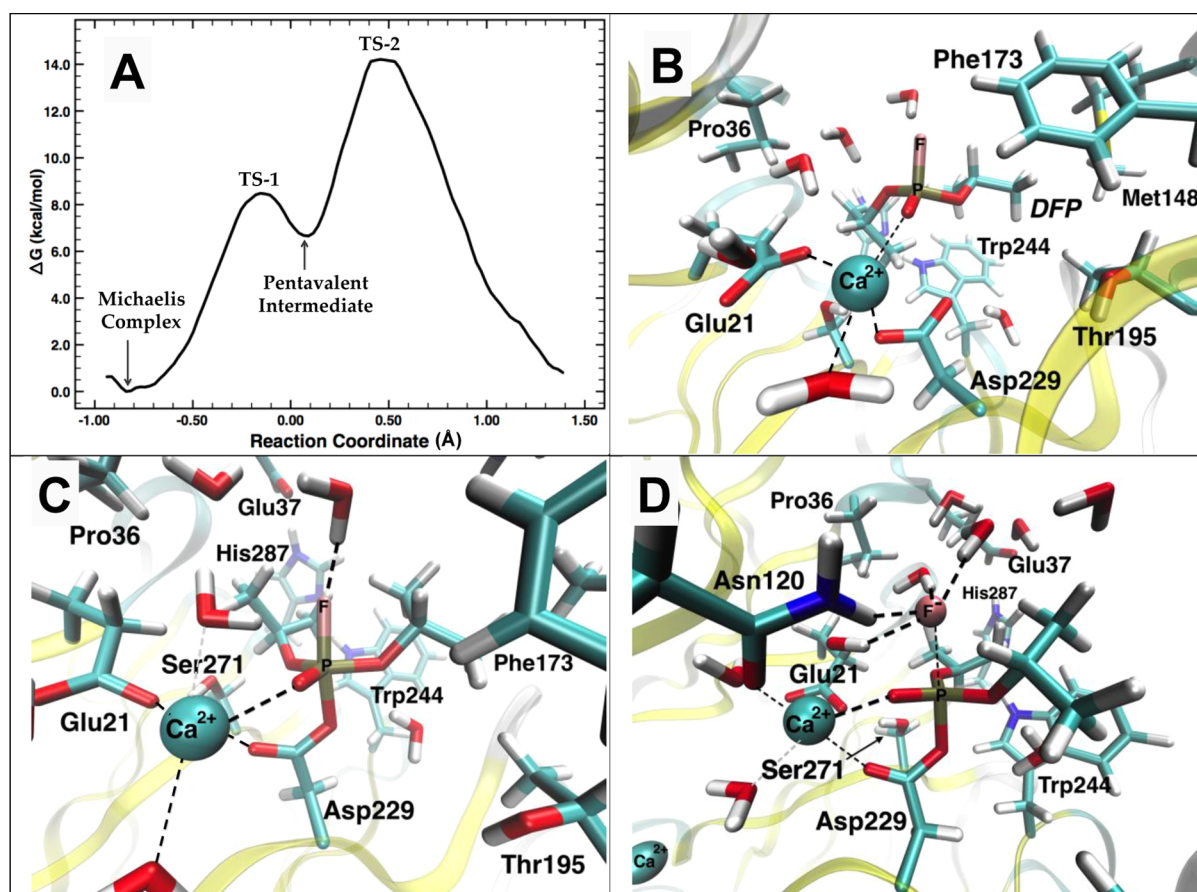 A
TS-2
14.0
12.0
10.0
8.0
6.0
4.0
2.0
0.0
ΔG (kcal/mol)
TS-1
Pentavalent
Intermediate
Michaelis
Complex
-1.00 -0.50 0.00 0.50 1.00 1.50
Reaction Coordinate (Å)
B
Phe173
Pro36
F
P
DFP
Met148
Trp244
Ca2+
Glu21
Thr195
Asp229
C
Glu37
Pro36
His287
F
Ser271
P
Phe173
Glu21
Trp244
Ca2+
Asp229
Thr195
D
Pro36
Glu37
Asn120
His287
F
Glu21
P
Ca2+
Ser271
Trp244
Asp229
Ca2+